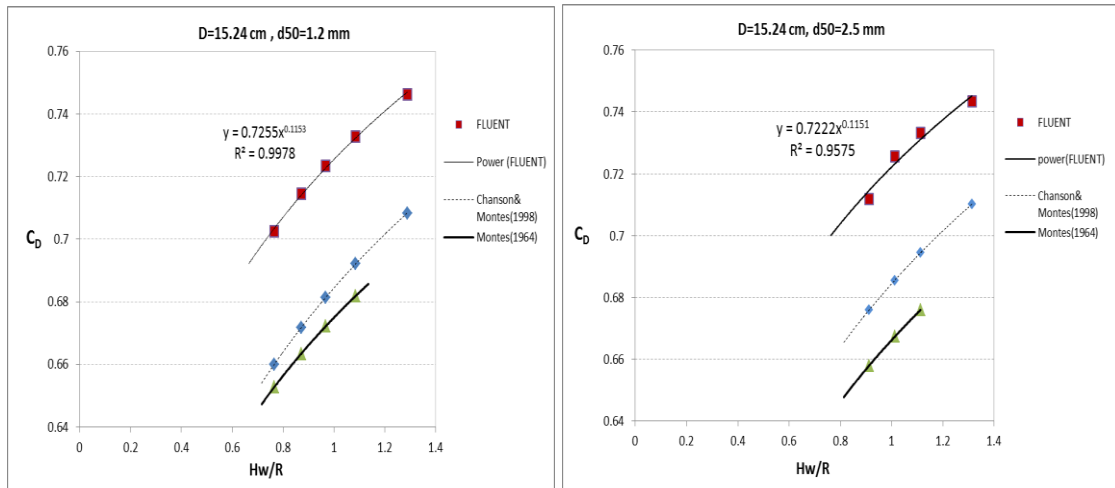 D=15.24 cm , d50=1.2 mm
0.76
0.74
0.72
0.7
0.68
0.66
0.64
C_D
y = 0.7255x^0.1153
R² = 0.9978
0 0.2 0.4 0.6 0.8 1 1.2 1.4
Hw/R
FLUENT
Power (FLUENT)
Chanson&
Montes(1998)
Montes(1964)
D=15.24 cm, d50=2.5 mm
0.76
0.74
0.72
0.7
0.68
0.66
0.64
C_D
y = 0.7222x^0.1151
R² = 0.9575
0 0.2 0.4 0.6 0.8 1 1.2 1.4
Hw/R
FLUENT
power(FLUENT)
Chanson&
Montes(1998)
Montes(1964)